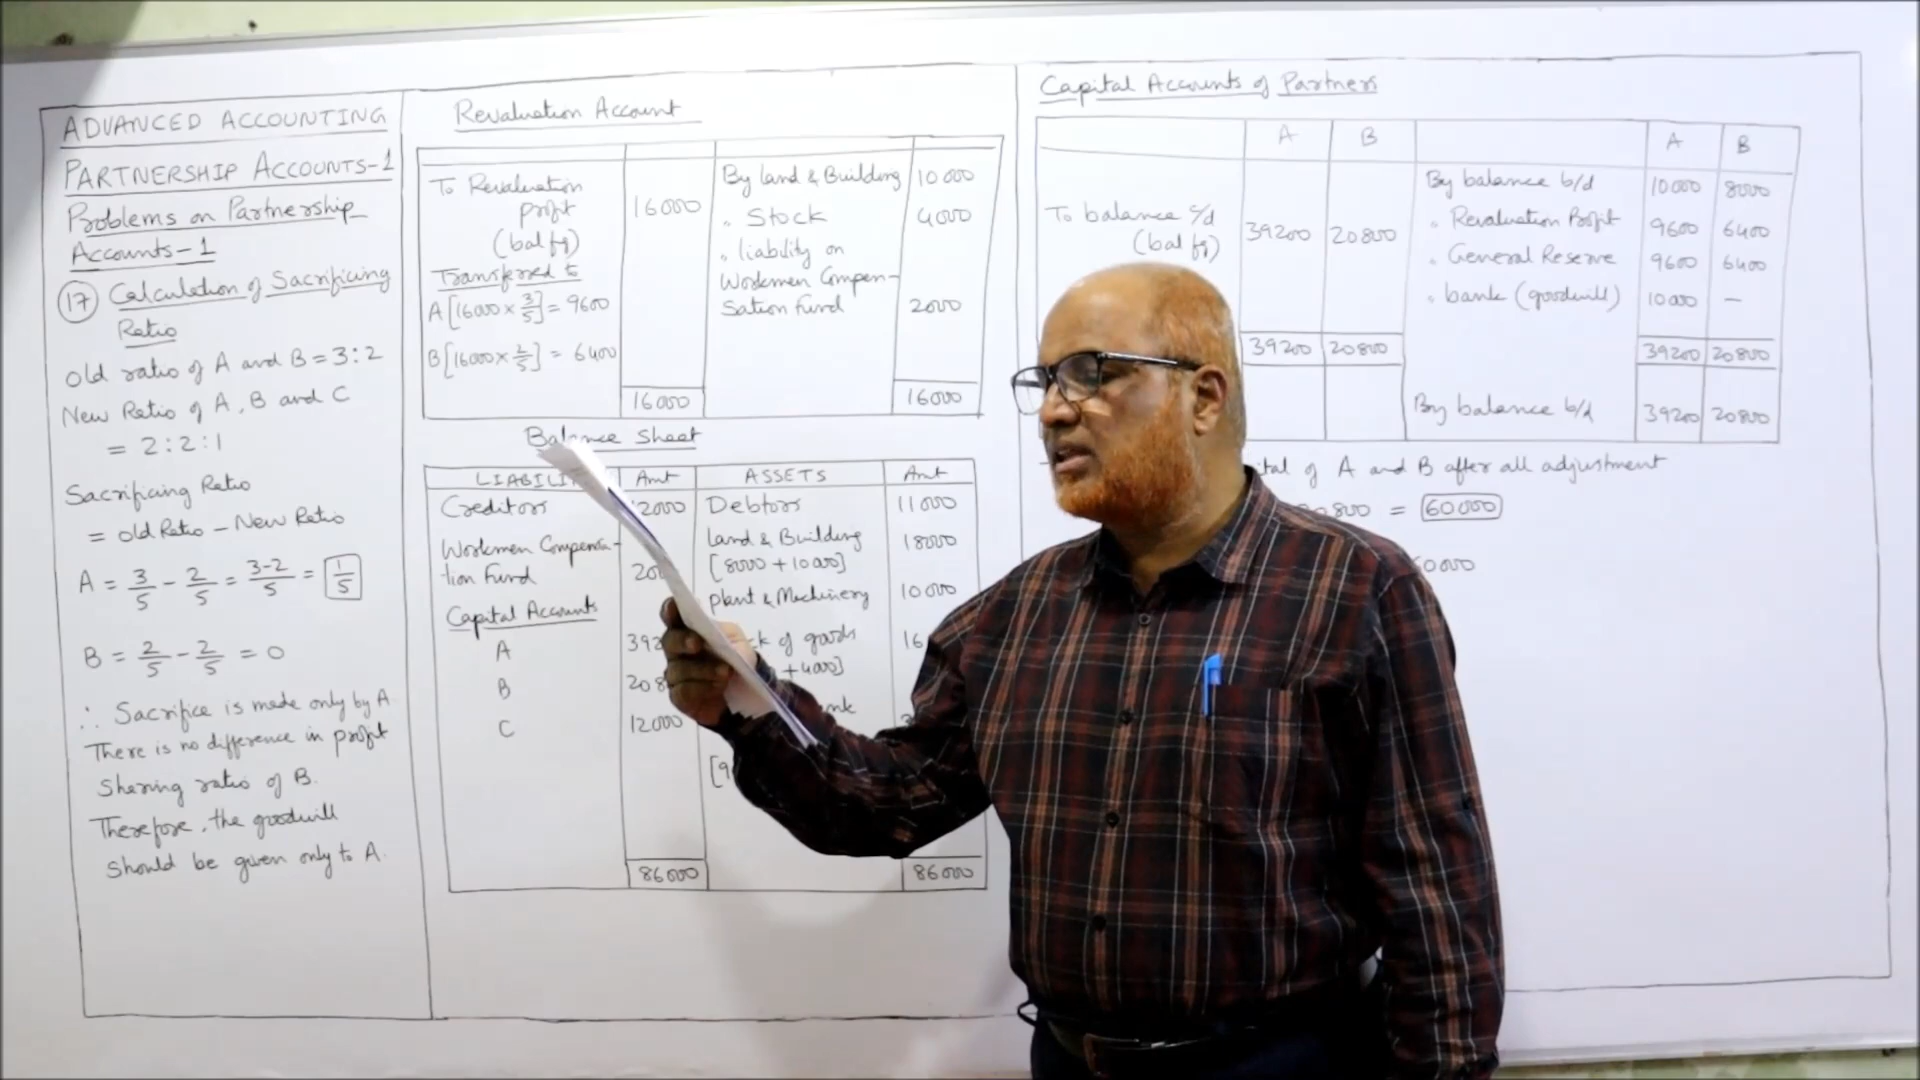 ADVANCED ACCOUNTING
PARTNERSHIP ACCOUNTS-1
Problems on Partnership
Accounts-1
17 Calculation of Sacrificing
Ratio
Old ratio of A and B = 3:2
New Ratio of A, B and C
= 2:2:1
Sacrificing Ratio
= old Ratio - New Ratio
A = 3/5 - 2/5 = 3-2/5 = 1/5
B = 2/5 - 2/5 = 0
∴ Sacrifice is made only by A
There is no difference in profit
sharing ratio of B.
Therefore, the goodwill
should be given only to A.
Revaluation Account
To Revaluation profit (bal fg) 16000
Transferred to
A [16000 × 3/5] = 9600
B [16000 × 2/5] = 6400
16000
By land & Building 10000
" Stock 4000
" liability on
Workmen Compen-
sation Fund 2000
16000
Balance Sheet
Amt ASSETS Amt
Creditors
Workmen Compensa-
tion Fund
Capital Accounts
A
B
C 12000
86000
Debtors 11000
land & Building 18000
[8000 + 10000]
plant & Machinery 10000
of goods
+4000]
86000
Capital Accounts of Partners
A B A B
To balance c/d (bal fg) 39200 20800
39200 20800
By balance b/d 10000 8000
" Revaluation Profit 9600 6400
" General Reserve 9600 6400
" bank (goodwill) 10000 —
39200 20800
By balance b/d 39200 20800
of A and B after all adjustment
= 60000